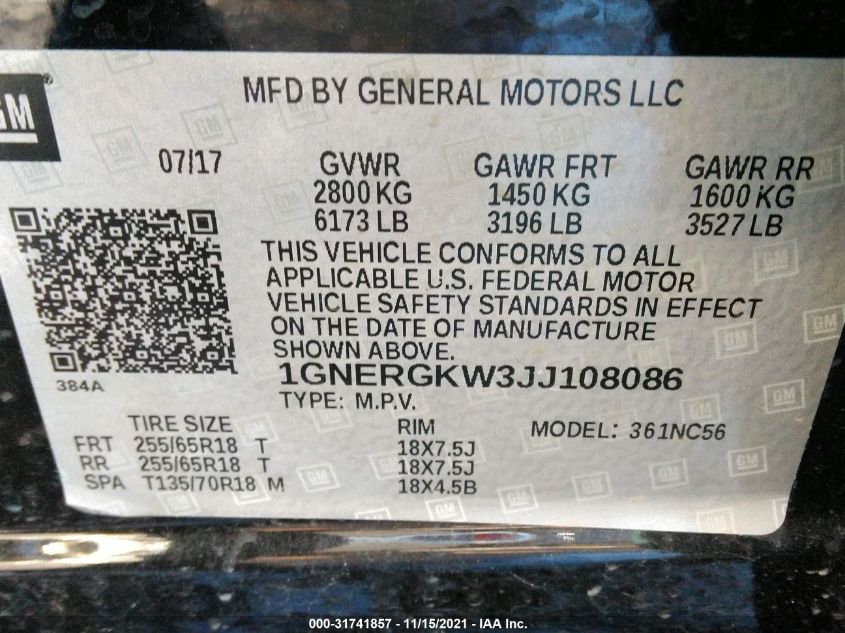 GM
MFD BY GENERAL MOTORS LLC
07/17 GVWR GAWR FRT GAWR RR
2800 KG 1450 KG 1600 KG
6173 LB 3196 LB 3527 LB
THIS VEHICLE CONFORMS TO ALL
APPLICABLE U.S. FEDERAL MOTOR
VEHICLE SAFETY STANDARDS IN EFFECT
ON THE DATE OF MANUFACTURE
SHOWN ABOVE.
384A
1GNERGKW3JJ108086
TYPE: M.P.V.
TIRE SIZE RIM MODEL: 361NC56
FRT 255/65R18 T 18X7.5J
RR 255/65R18 T 18X7.5J
SPA T135/70R18 M 18X4.5B
000-31741857 - 11/15/2021 - IAA Inc.